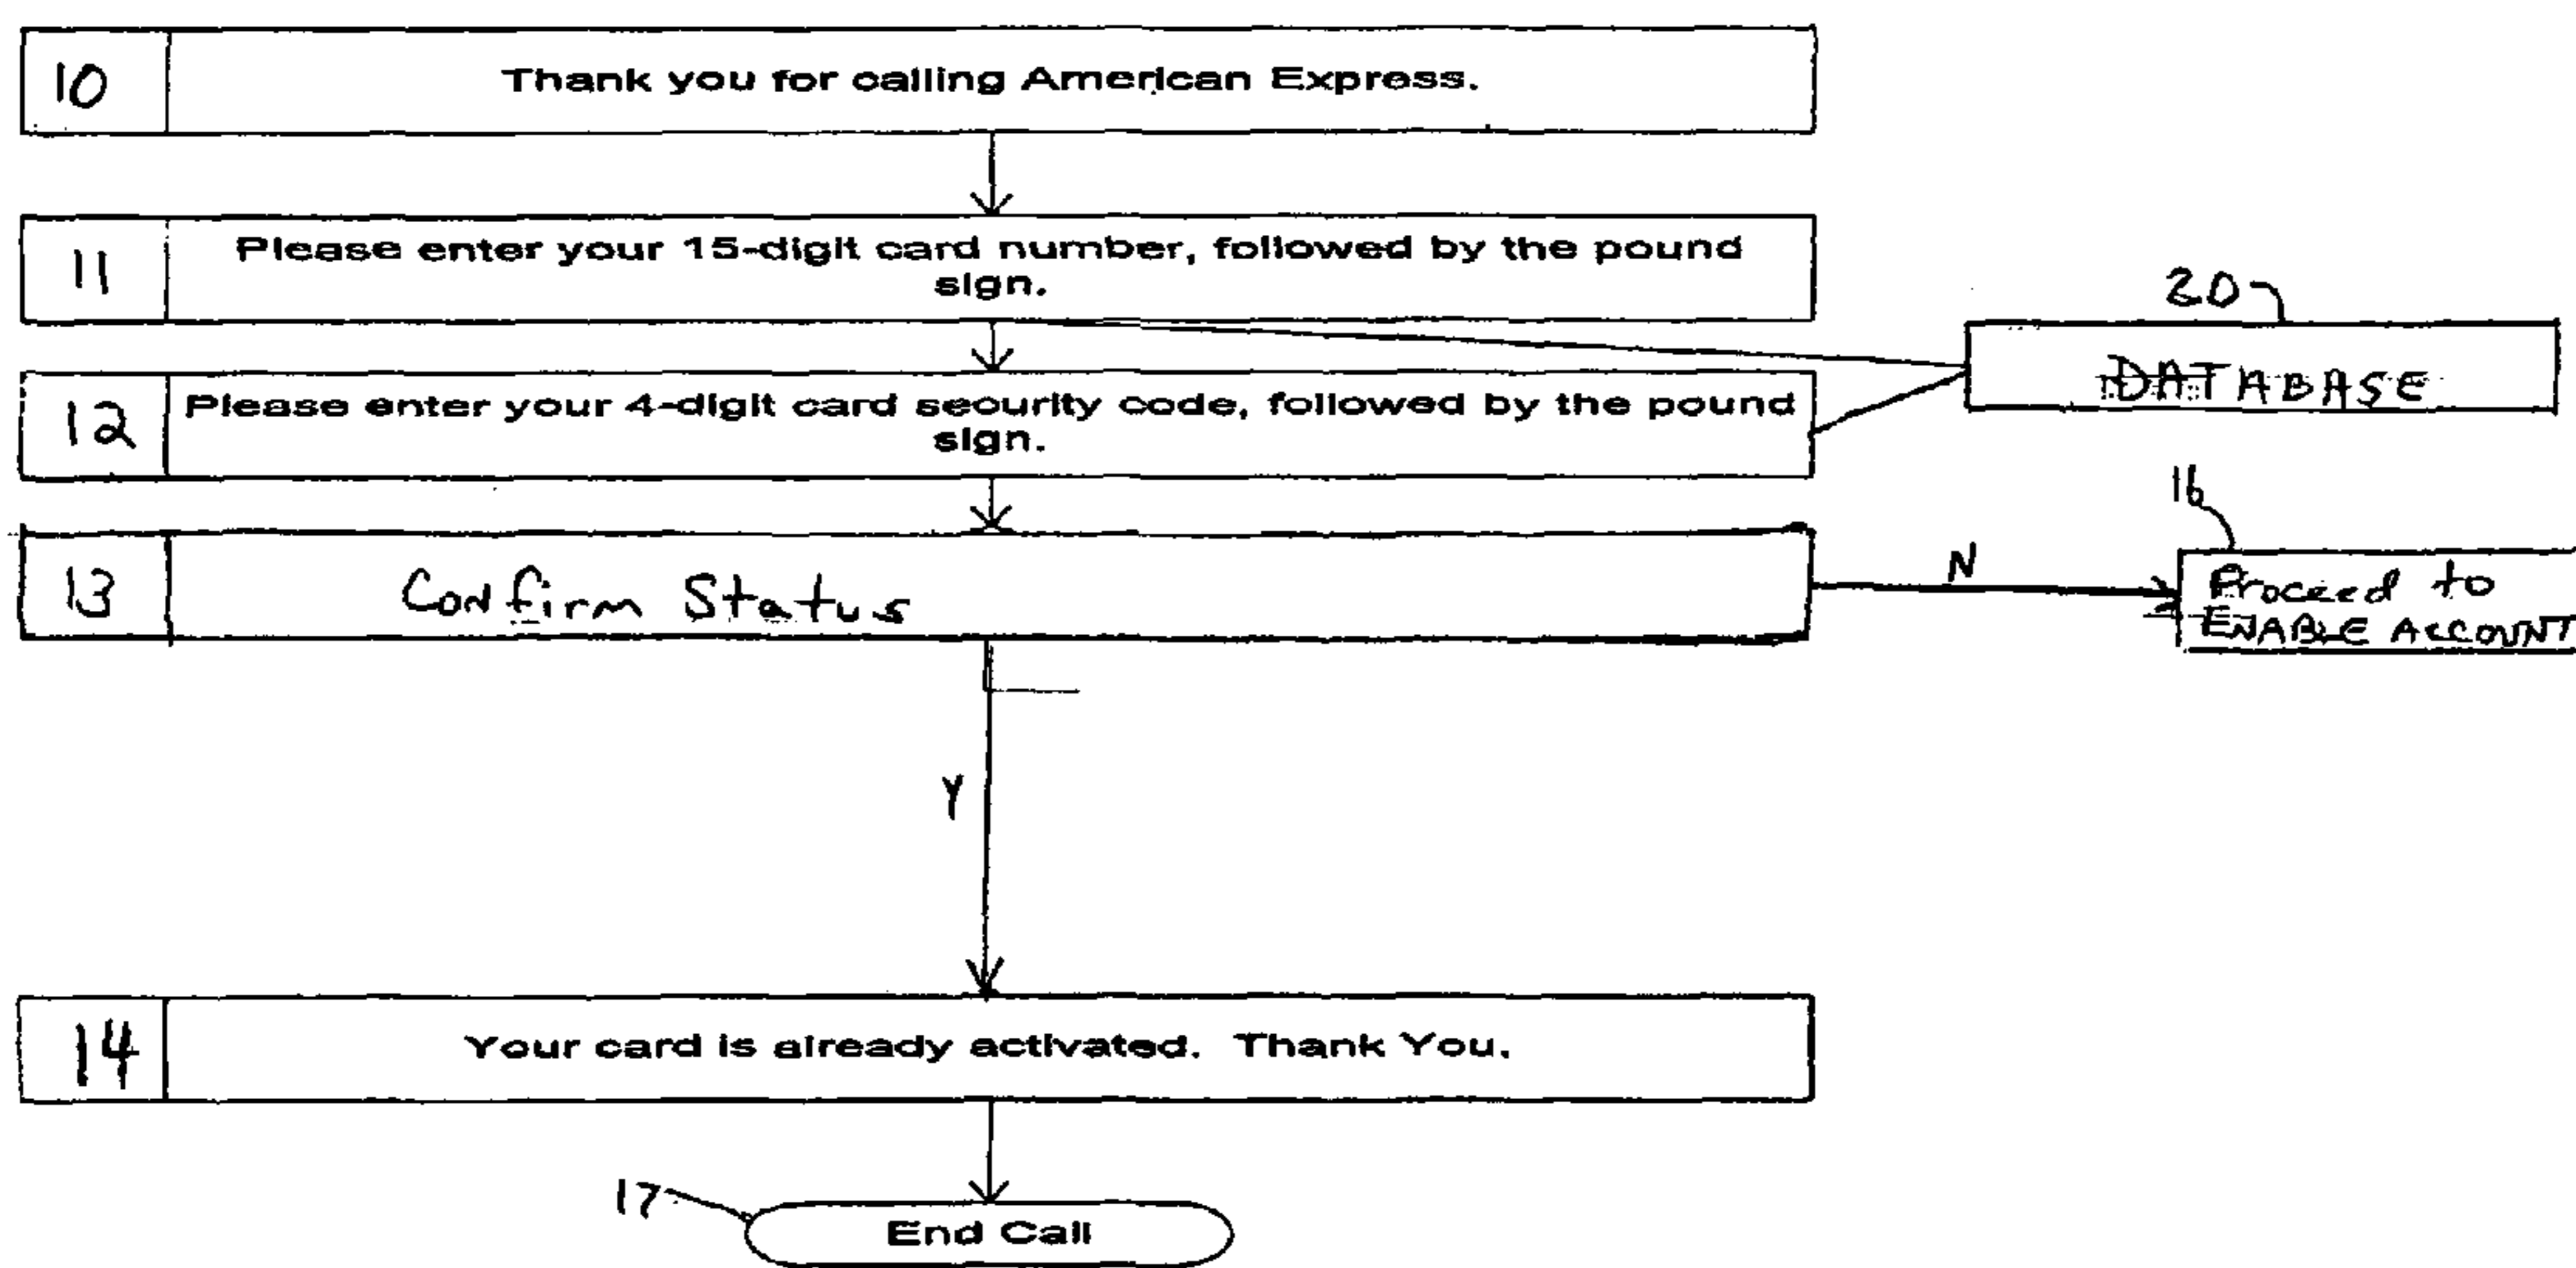 10
Thank you for calling American Express.
11
Please enter your 15-digit card number, followed by the pound
sign.
20
DATABASE
12
Please enter your 4-digit card security code, followed by the pound
sign.
16
13
Confirm Status
N
Proceed to
ENABLE ACCOUNT
Y
14
Your card is already activated. Thank You.
17
End Call